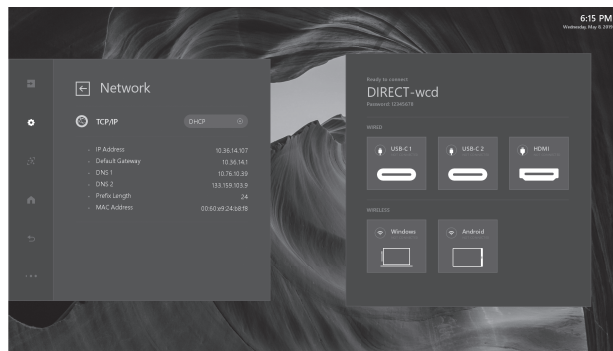 6:15 PM
Wednesday, May 8, 2019
Network
TCP/IP
DHCP
- IP Address 10.36.14.107
- Default Gateway 10.36.14.1
- DNS 1 10.76.10.39
- DNS 2 133.159.103.9
- Prefix Length 24
- MAC Address 00:60:e9:24:b8:f8
Ready to connect
DIRECT-wcd
Password: 12345678
WIRED
USB-C 1
USB-C 2
HDMI
WIRELESS
Windows
Android